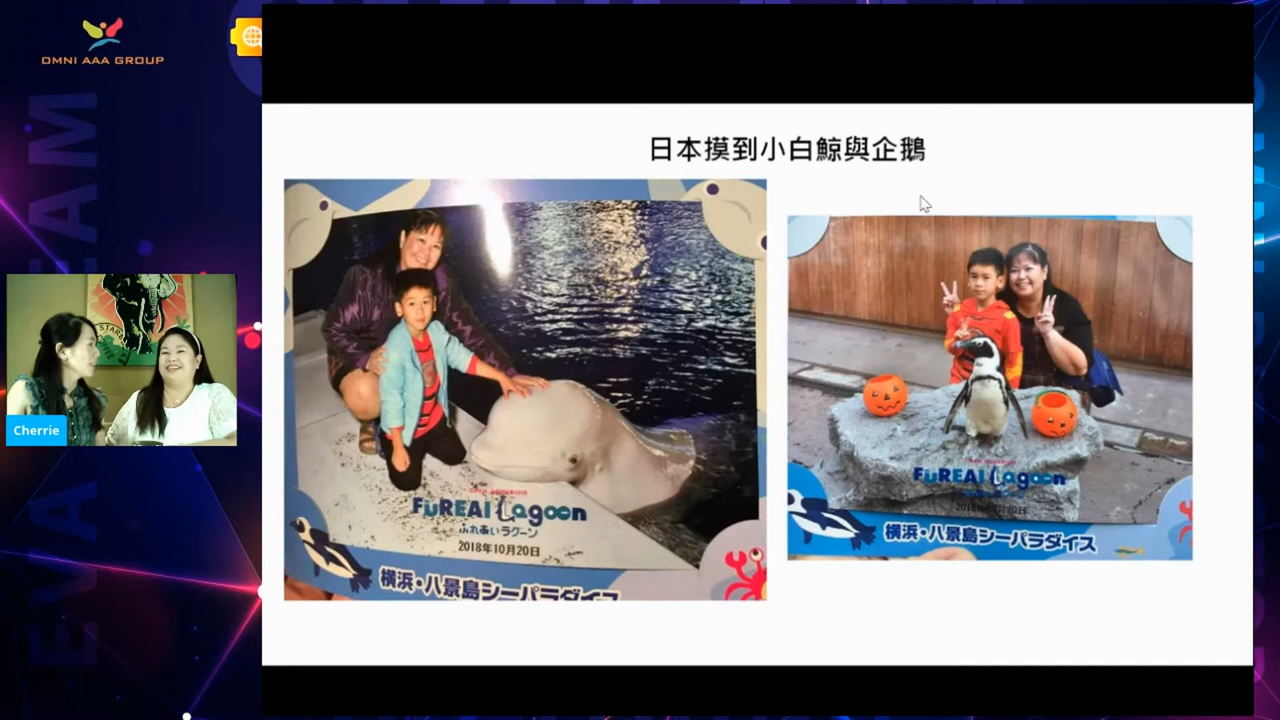 OMNI AAA GROUP
日本摸到小白鯨與企鵝
START
Cherrie
FUREAI Lagoon
ふれあいラグーン
2018年10月20日
横浜・八景島シーパラダイス
FUREAI Lagoon
横浜・八景島シーパラダイス
EVA
EAM